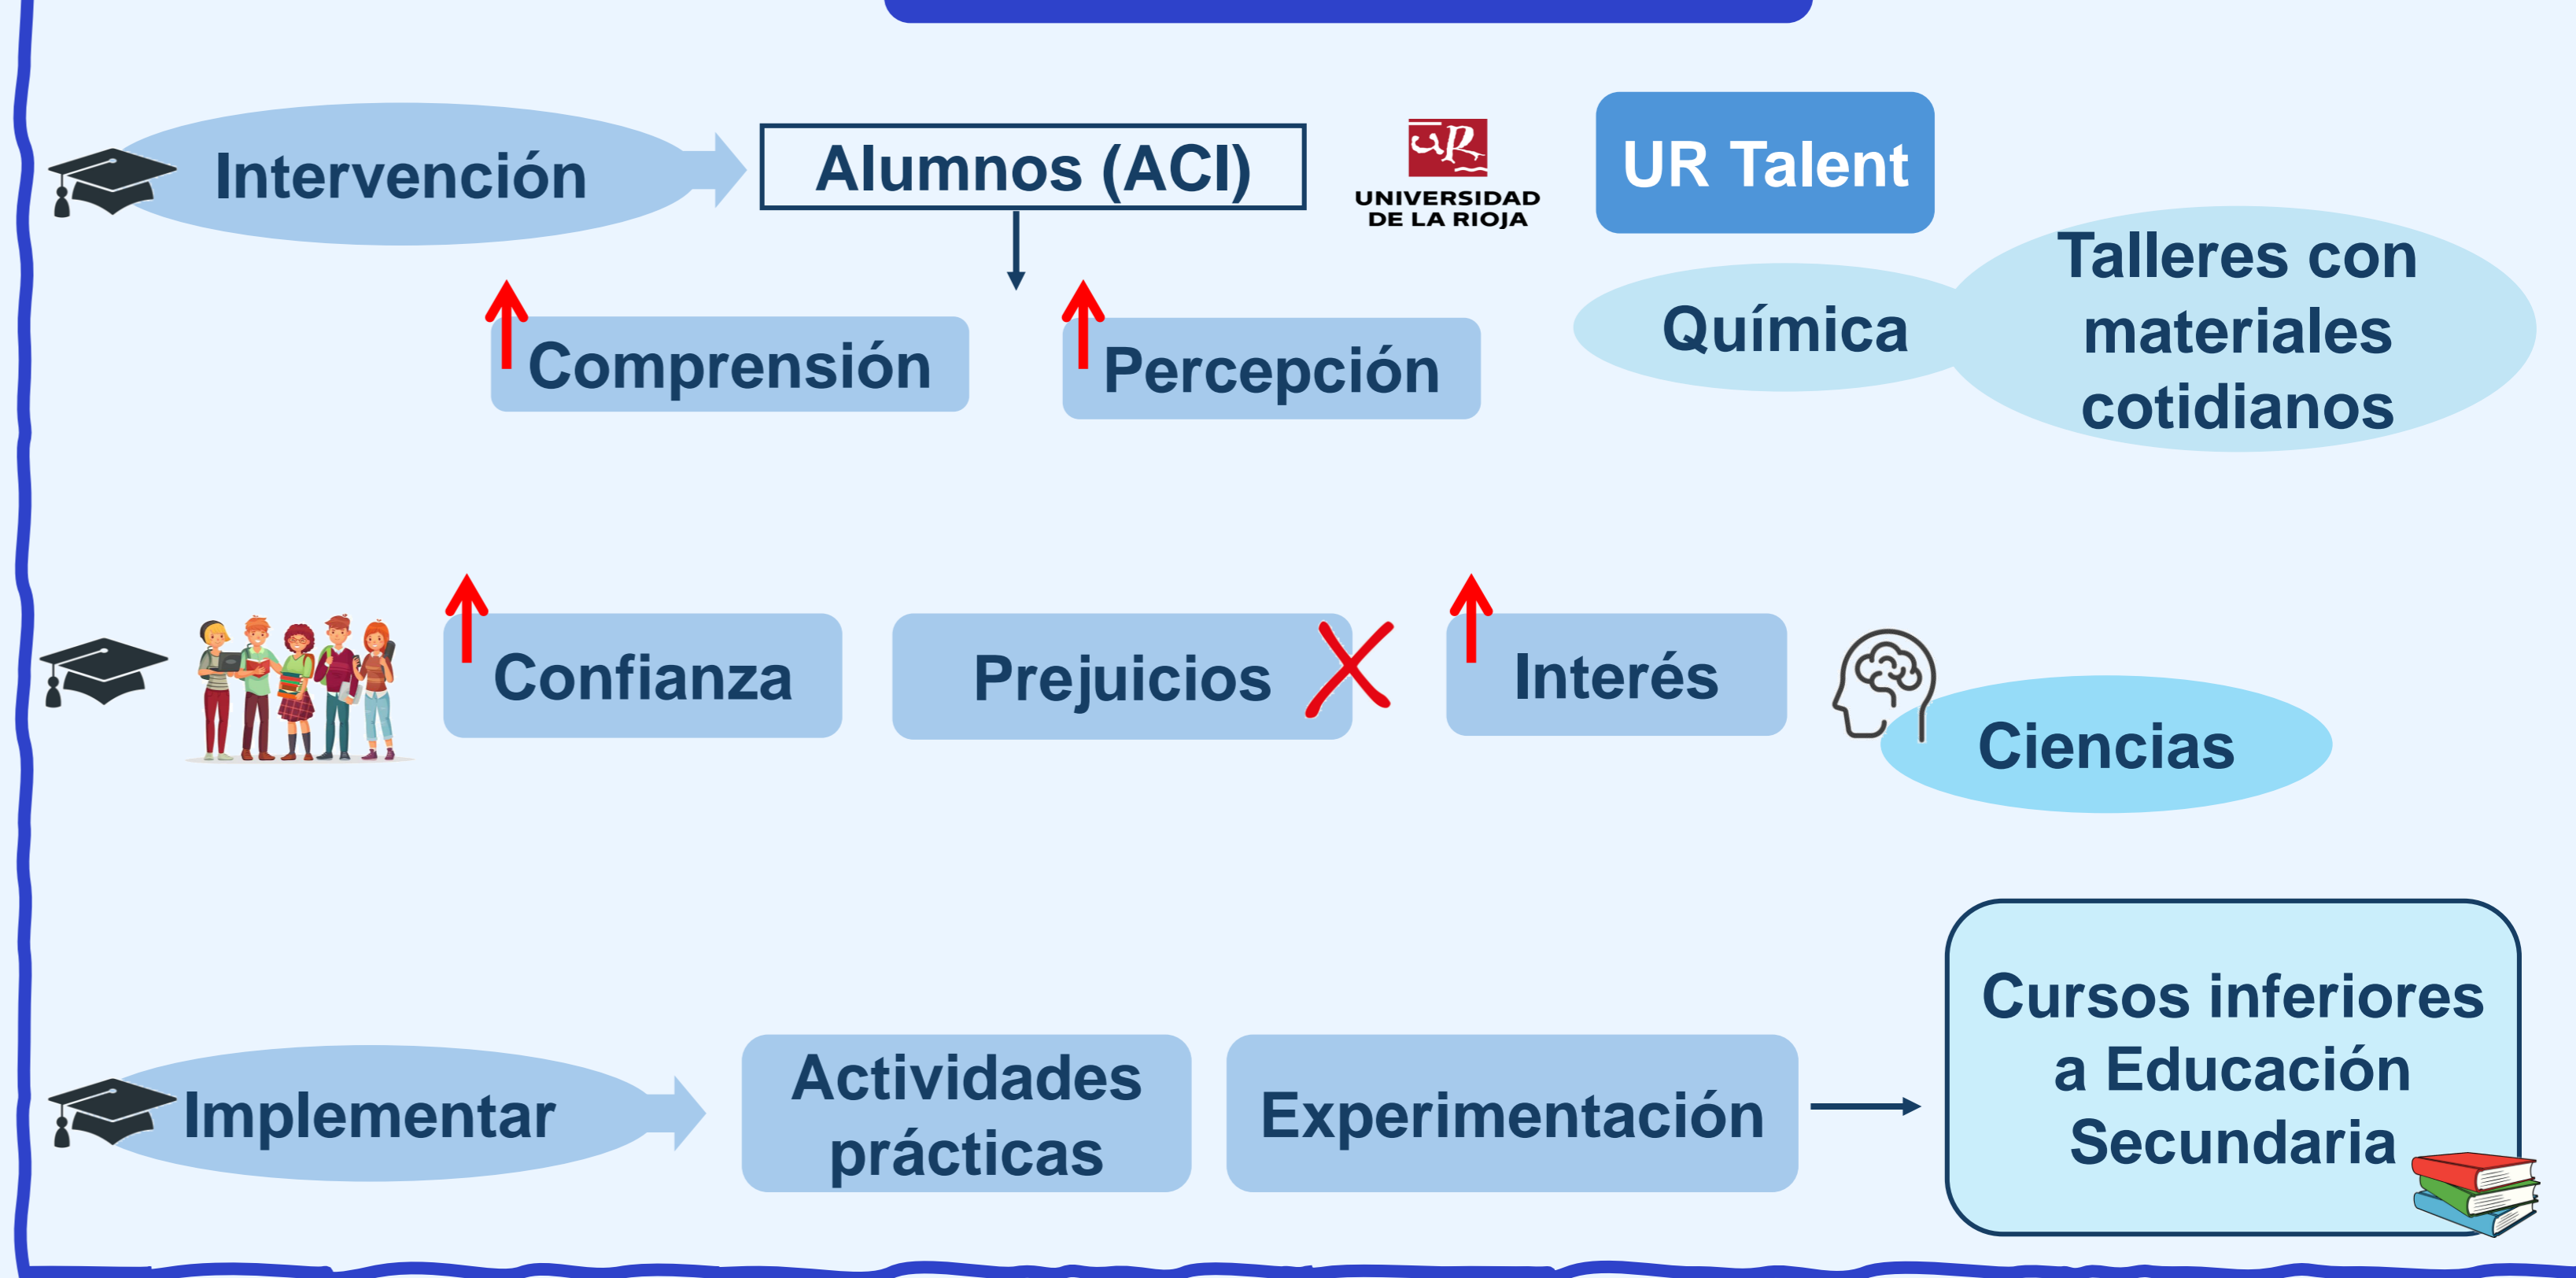 Intervención
Alumnos (ACI)
UR
UNIVERSIDAD
DE LA RIOJA
UR Talent
Comprensión
Percepción
Química
Talleres con
materiales
cotidianos
Confianza
Prejuicios
Interés
Ciencias
Implementar
Actividades
prácticas
Experimentación
Cursos inferiores
a Educación
Secundaria